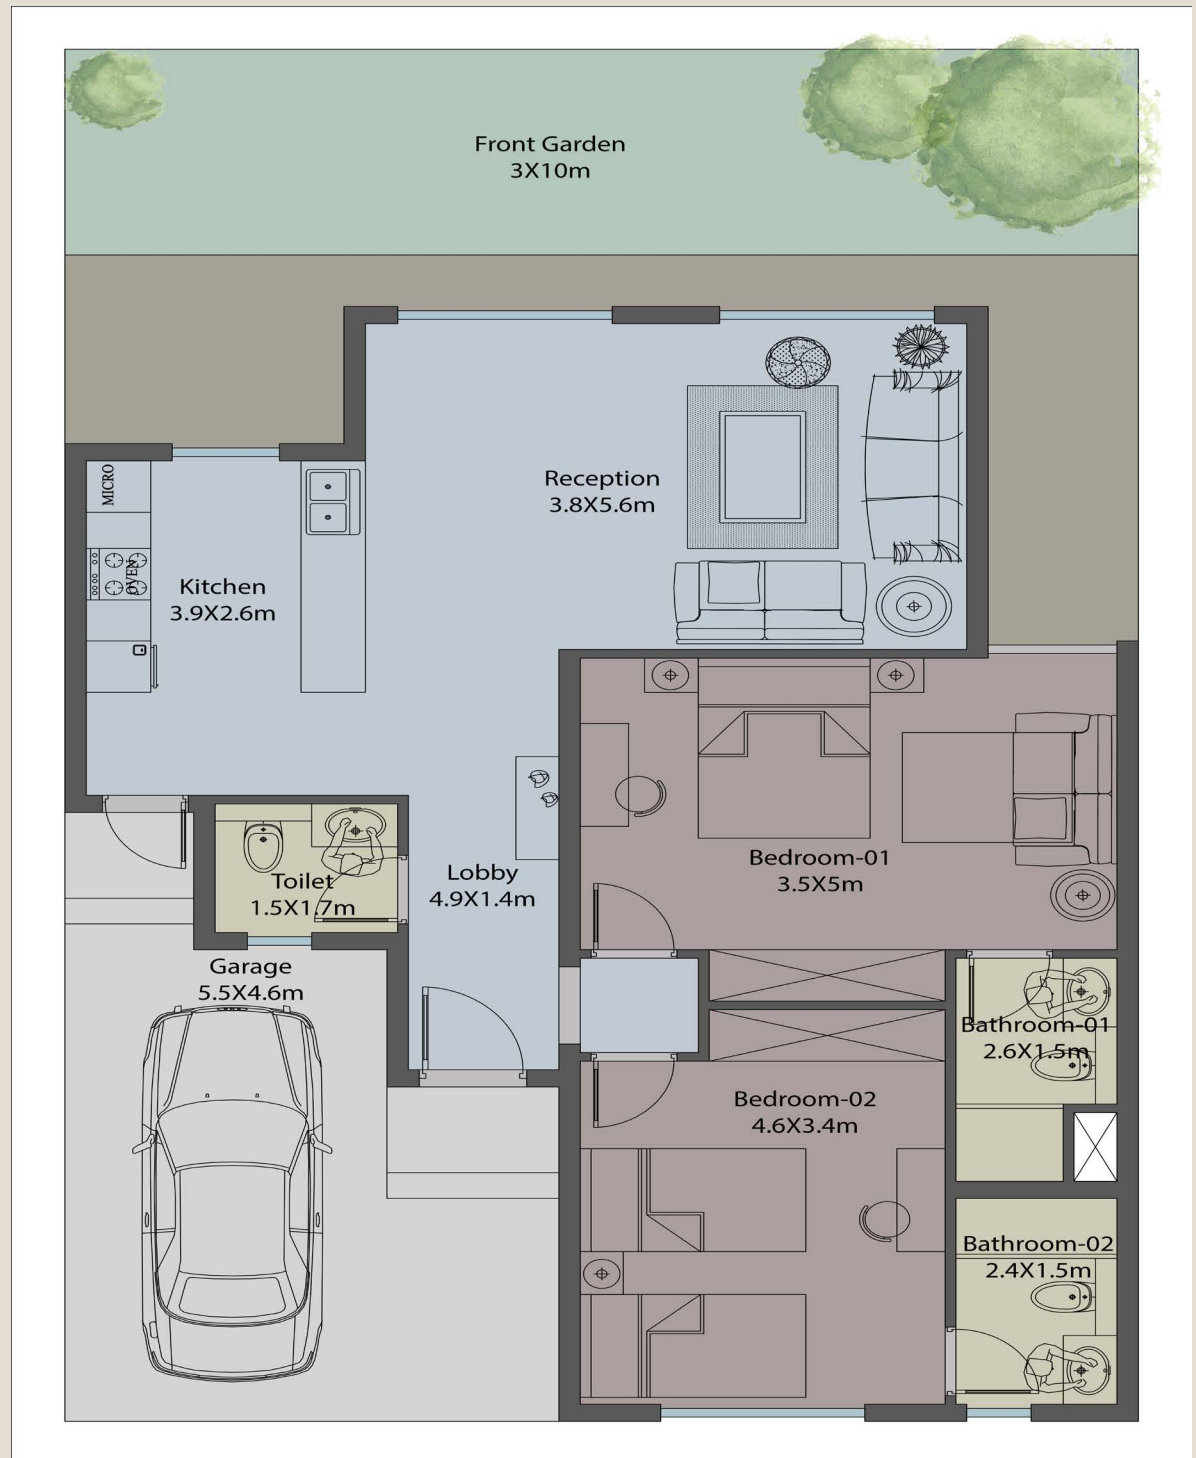 Front Garden
3X10m
MICRO
Reception
3.8X5.6m
OVEN
Kitchen
3.9X2.6m
Bedroom-01
3.5X5m
Toilet
1.5X1.7m
Lobby
4.9X1.4m
Garage
5.5X4.6m
Bathroom-01
2.6X1.5m
Bedroom-02
4.6X3.4m
Bathroom-02
2.4X1.5m